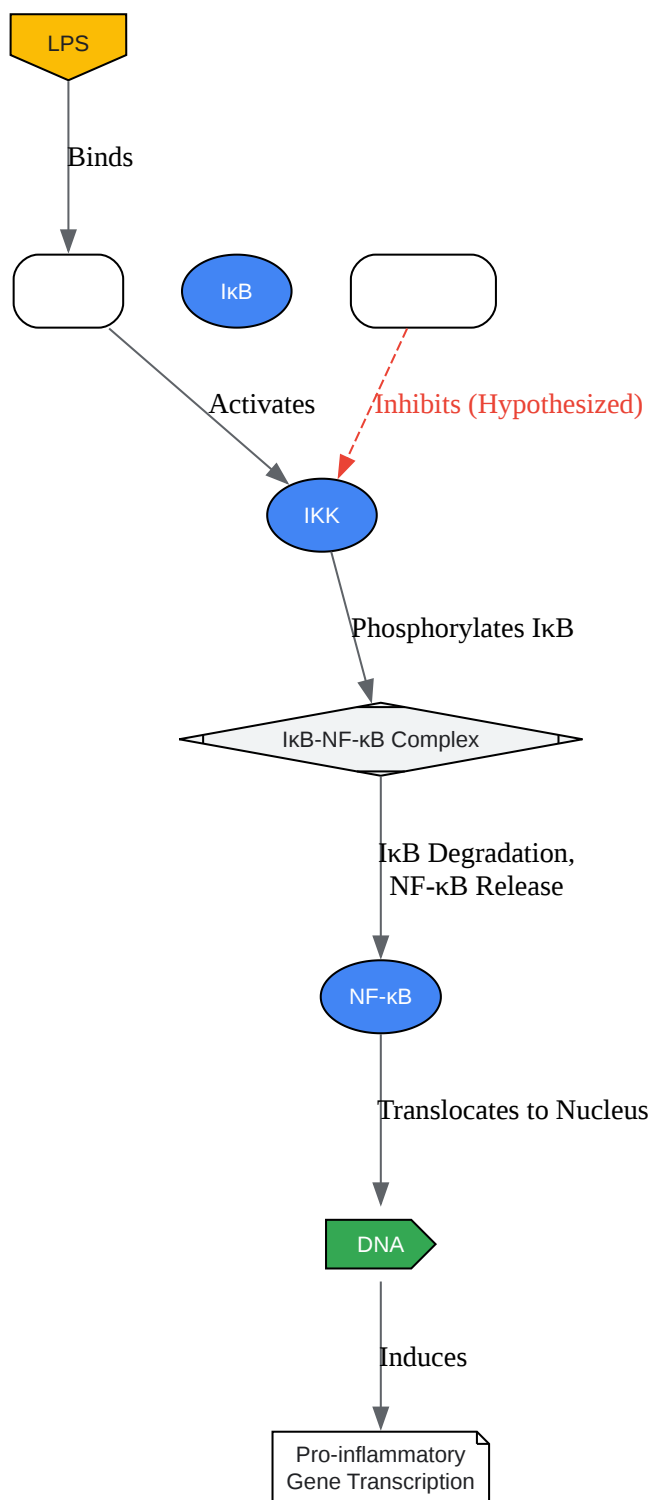 LPS
Binds
IκB
Activates
Inhibits (Hypothesized)
IKK
Phosphorylates IκB
IκB-NF-κB Complex
IκB Degradation,
NF-κB Release
NF-κB
Translocates to Nucleus
DNA
Induces
Pro-inflammatory
Gene Transcription